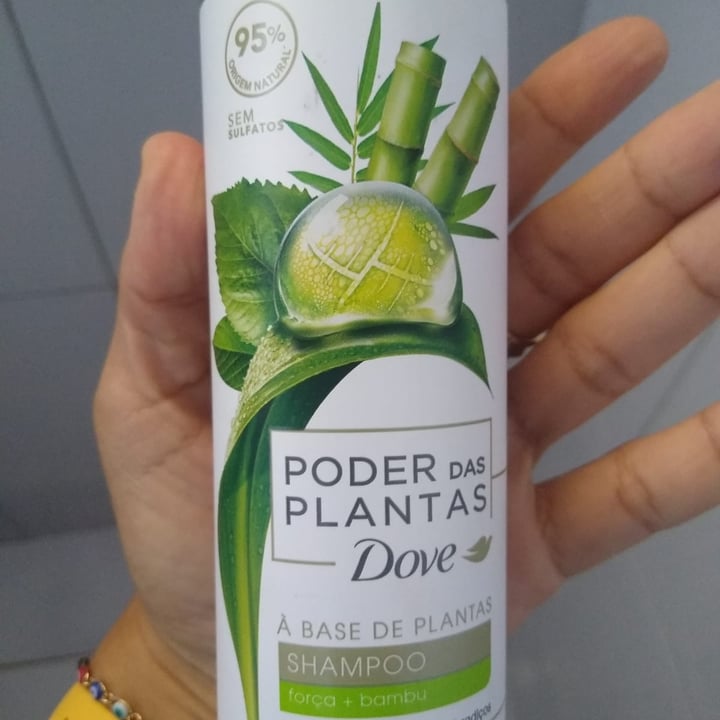 95%
ORIGEM NATURAL*
SEM
SULFATOS
PODER DAS
PLANTAS
Dove
À BASE DE PLANTAS
SHAMPOO
força + bambu